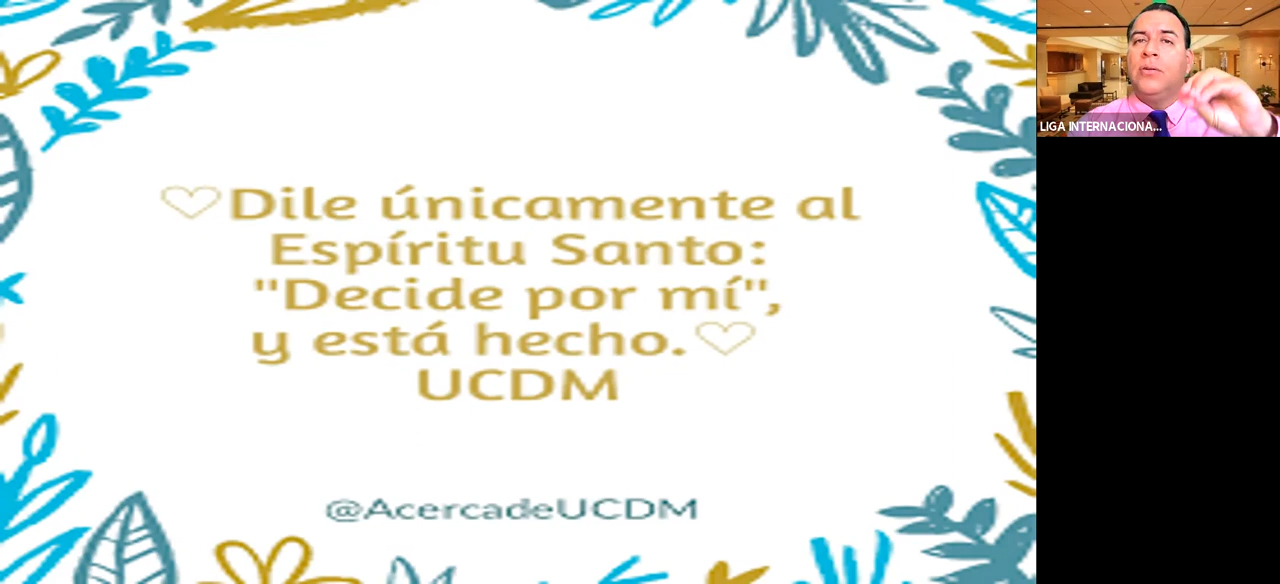 ♡Dile únicamente al
Espíritu Santo:
"Decide por mí",
y está hecho.♡
UCDM
@AcercadeUCDM
LIGA INTERNACIONA...